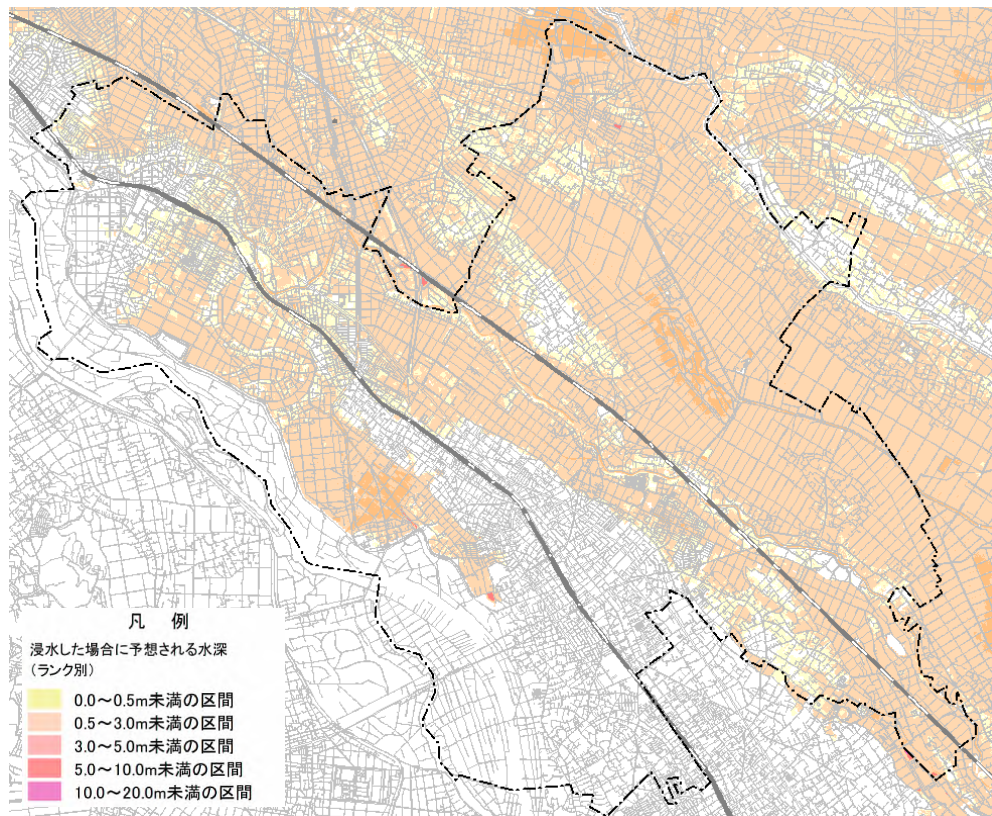 凡 例
浸水した場合に予想される水深
(ランク別)
0.0～0.5m未満の区間
0.5～3.0m未満の区間
3.0～5.0m未満の区間
5.0～10.0m未満の区間
10.0～20.0m未満の区間